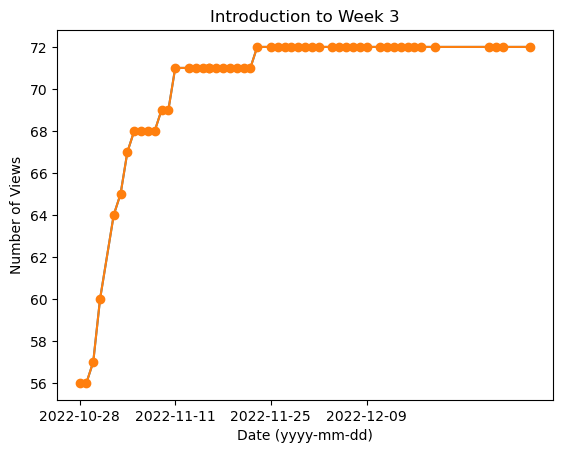 Introduction to Week 3
Number of Views
72
70
68
66
64
62
60
58
56
2022-10-28 2022-11-11 2022-11-25 2022-12-09
Date (yyyy-mm-dd)